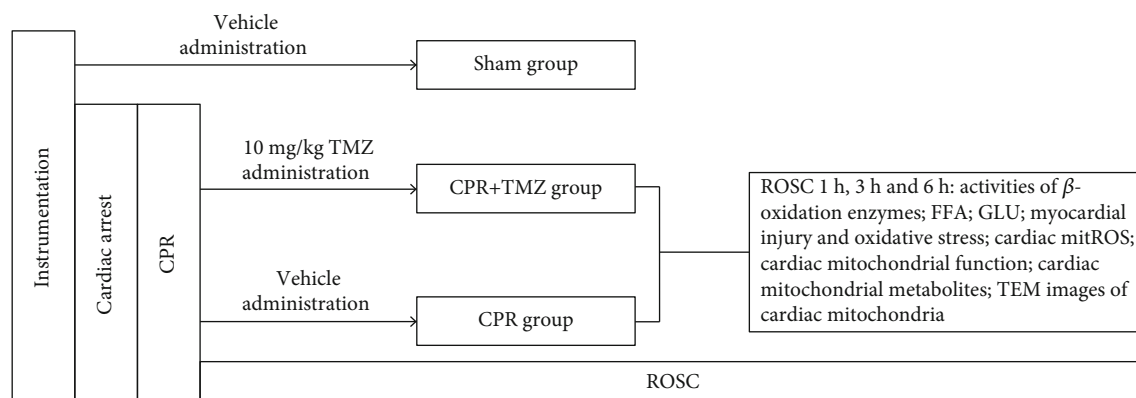 Instrumentation
Cardiac arrest
CPR
Vehicle
administration
Sham group
10 mg/kg TMZ
administration
CPR+TMZ group
Vehicle
administration
CPR group
ROSC 1 h, 3 h and 6 h: activities of β-
oxidation enzymes; FFA; GLU; myocardial
injury and oxidative stress; cardiac mitROS;
cardiac mitochondrial function; cardiac
mitochondrial metabolites; TEM images of
cardiac mitochondria
ROSC